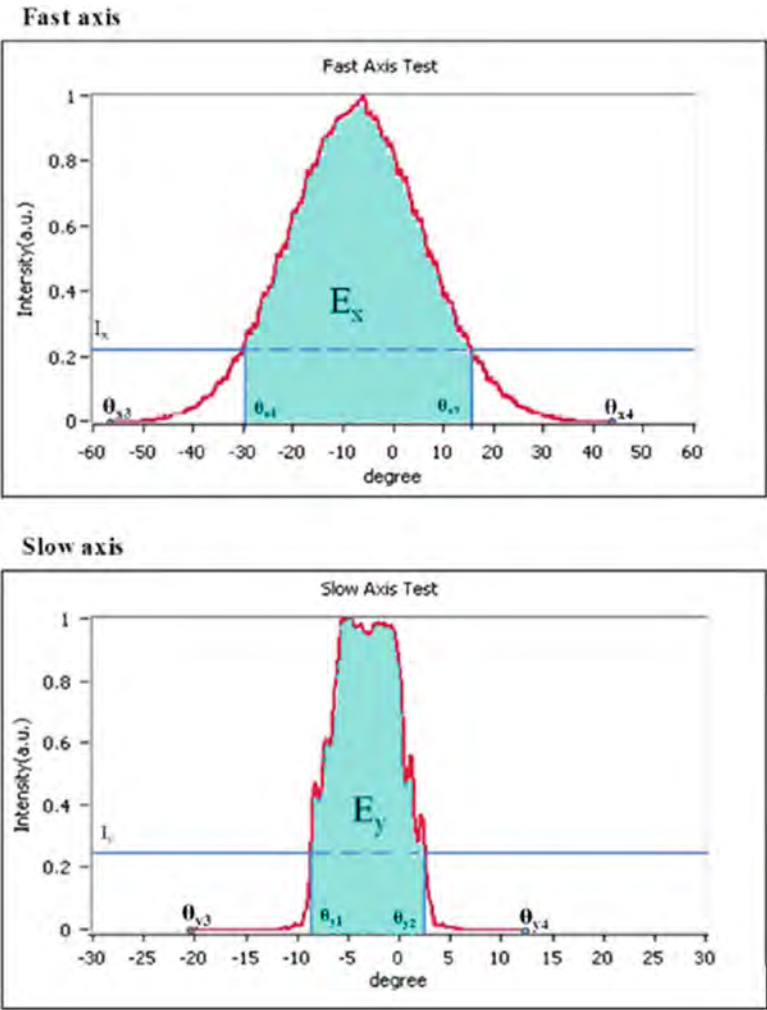 Fast axis
Fast Axis Test
Intensity(a.u.)
1
0.8
0.6
0.4
0.2
0
Ex
Ix
θx3
θx1
θx4
-60 -50 -40 -30 -20 -10 0 10 20 30 40 50 60
degree
Slow axis
Slow Axis Test
Intensity(a.u.)
1
0.8
0.6
0.4
0.2
0
Ey
θy3
θy1
θy2
θy4
-30 -25 -20 -15 -10 -5 0 5 10 15 20 25 30
degree